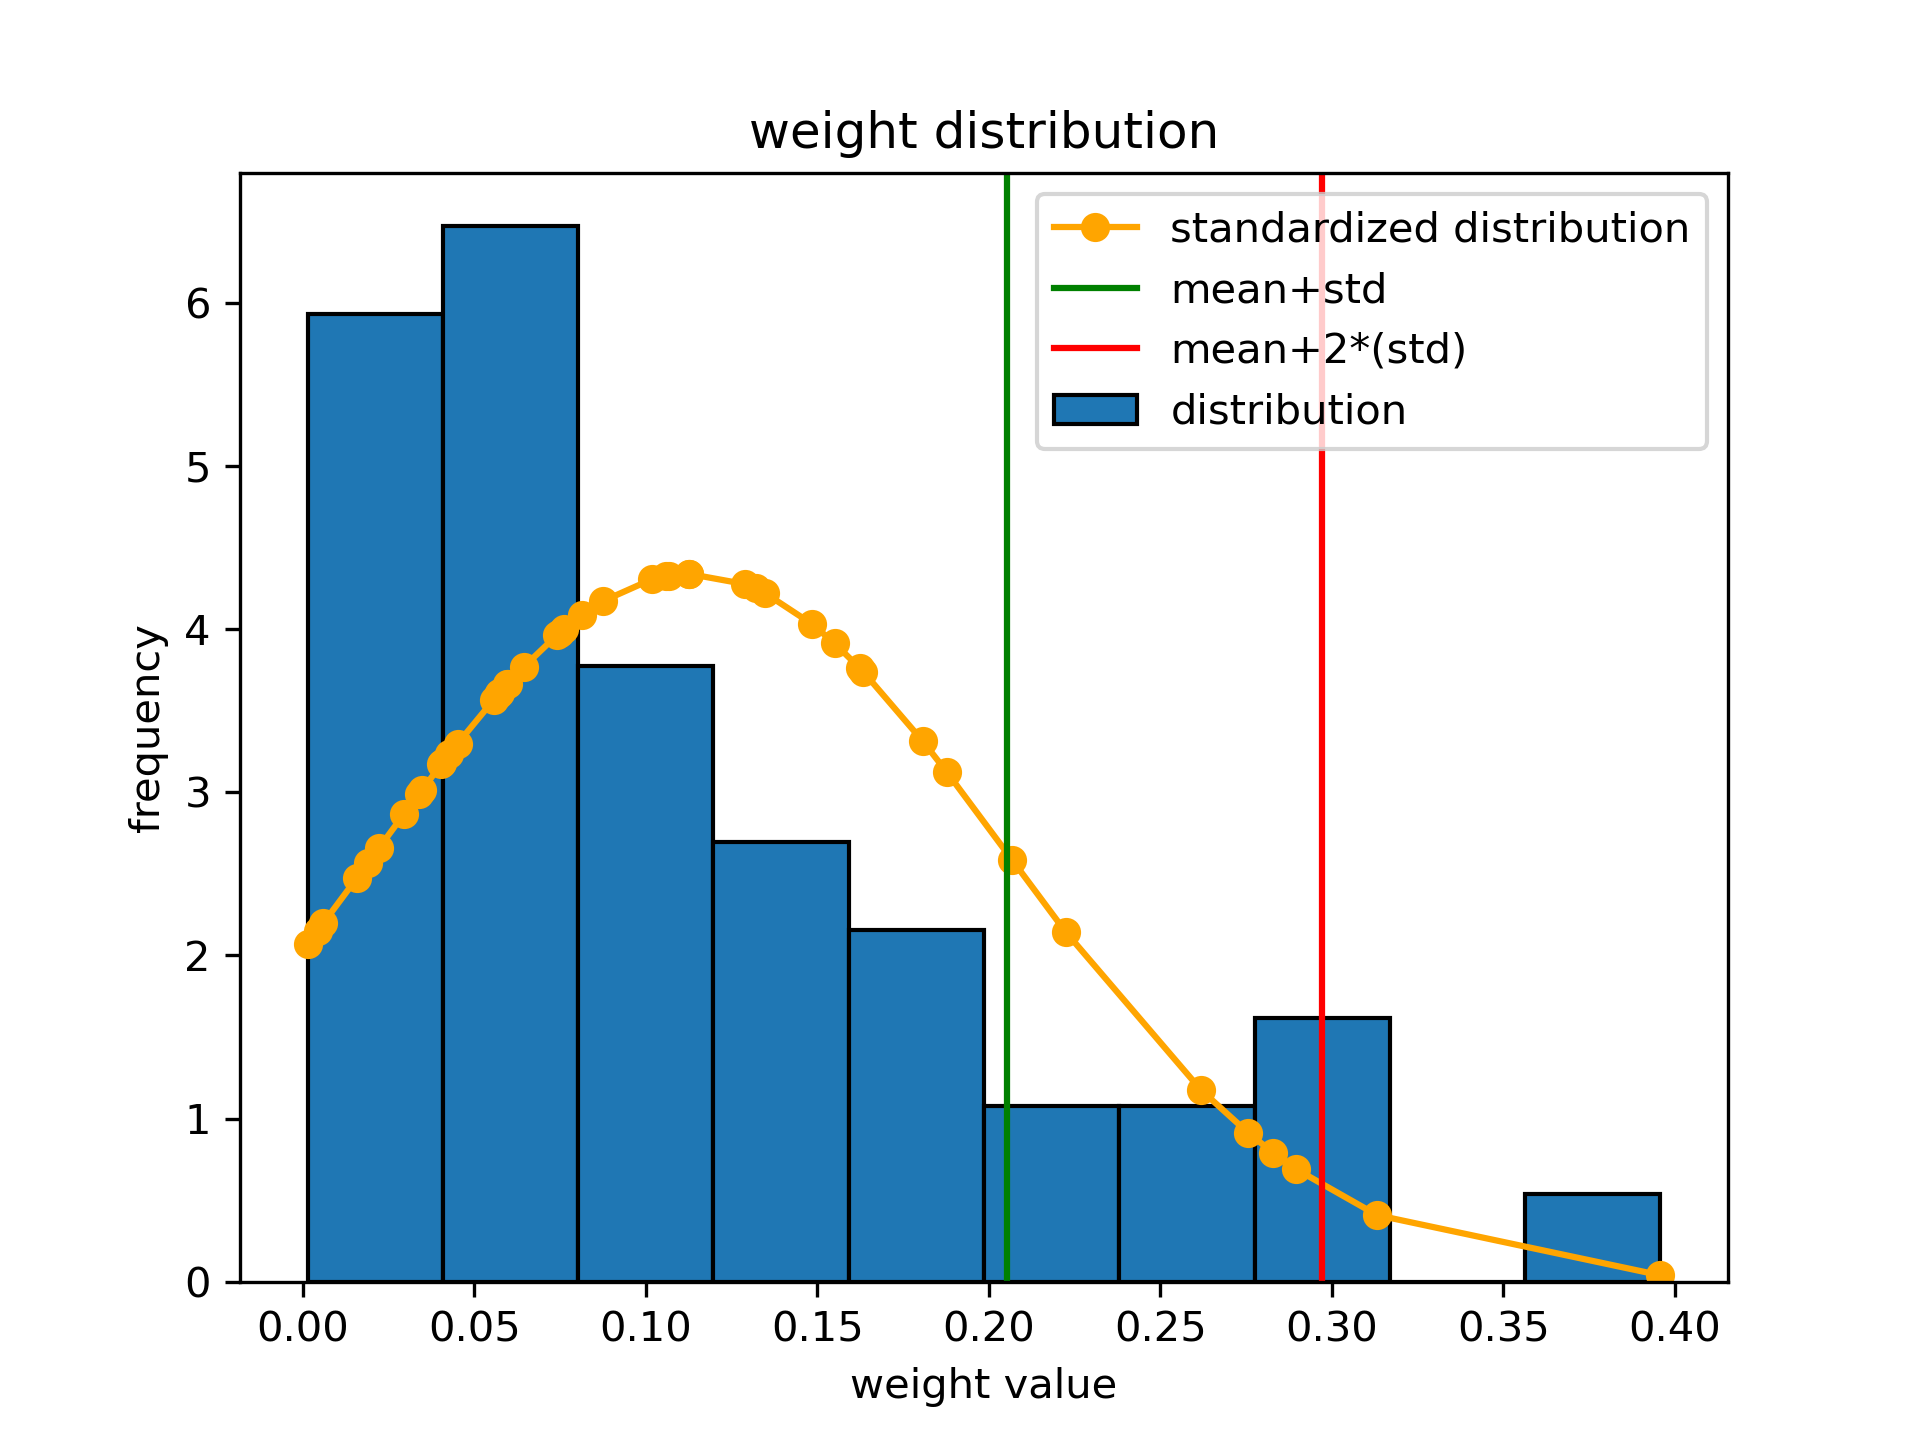 weight distribution
standardized distribution
mean+std
mean+2*(std)
distribution
frequency
6
5
4
3
2
1
0
0.00 0.05 0.10 0.15 0.20 0.25 0.30 0.35 0.40
weight value